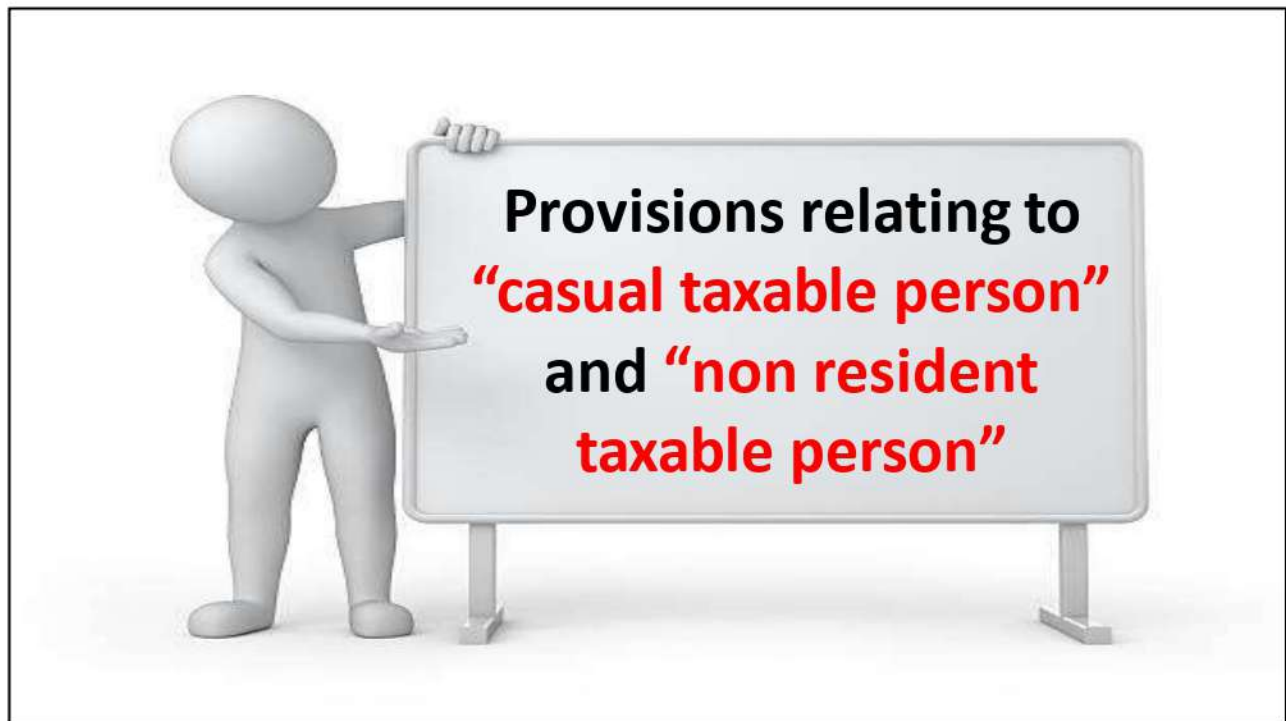 Provisions relating to
“casual taxable person”
and “non resident
taxable person”